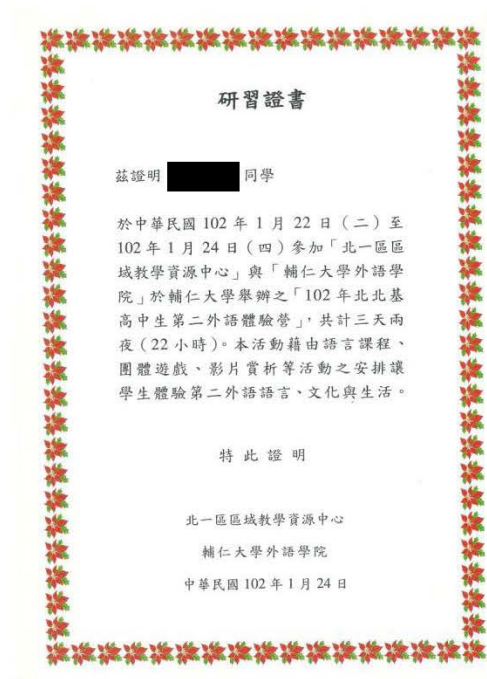 研習證書
茲證明 同學
於中華民國 102 年 1 月 22 日（二）至
102 年 1 月 24 日（四）參加「北一區區
域教學資源中心」與「輔仁大學外語學
院」於輔仁大學舉辦之「102 年北北基
高中生第二外語體驗營」，共計三天兩
夜（22 小時）。本活動藉由語言課程、
團體遊戲、影片賞析等活動之安排讓
學生體驗第二外語語言、文化與生活。
特此證明
北一區區域教學資源中心
輔仁大學外語學院
中華民國 102 年 1 月 24 日